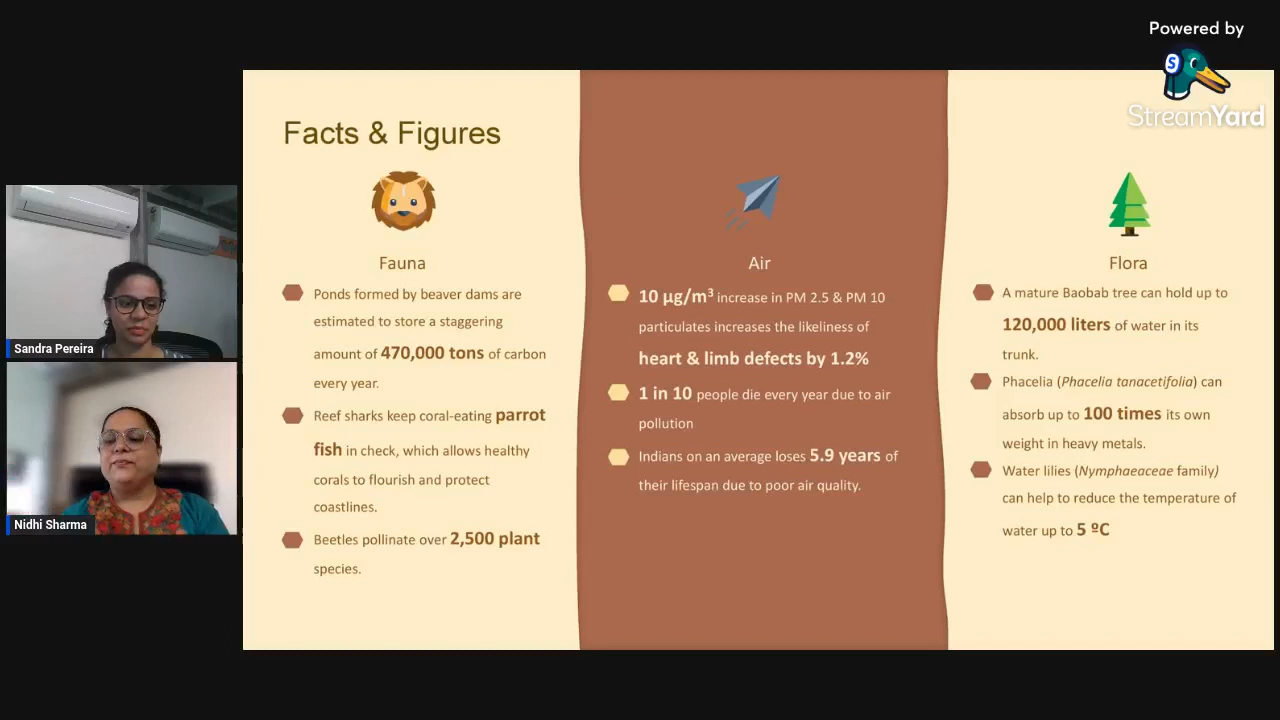 Powered by
StreamYard
Facts & Figures
Fauna
Ponds formed by beaver dams are
estimated to store a staggering
amount of 470,000 tons of carbon
every year.
Reef sharks keep coral-eating parrot
fish in check, which allows healthy
corals to flourish and protect
coastlines.
Beetles pollinate over 2,500 plant
species.
Air
10 µg/m³ increase in PM 2.5 & PM 10
particulates increases the likeliness of
heart & limb defects by 1.2%
1 in 10 people die every year due to air
pollution
Indians on an average loses 5.9 years of
their lifespan due to poor air quality.
Flora
A mature Baobab tree can hold up to
120,000 liters of water in its
trunk.
Phacelia (Phacelia tanacetifolia) can
absorb up to 100 times its own
weight in heavy metals.
Water lilies (Nymphaeaceae family)
can help to reduce the temperature of
water up to 5 ºC
Sandra Pereira
Nidhi Sharma